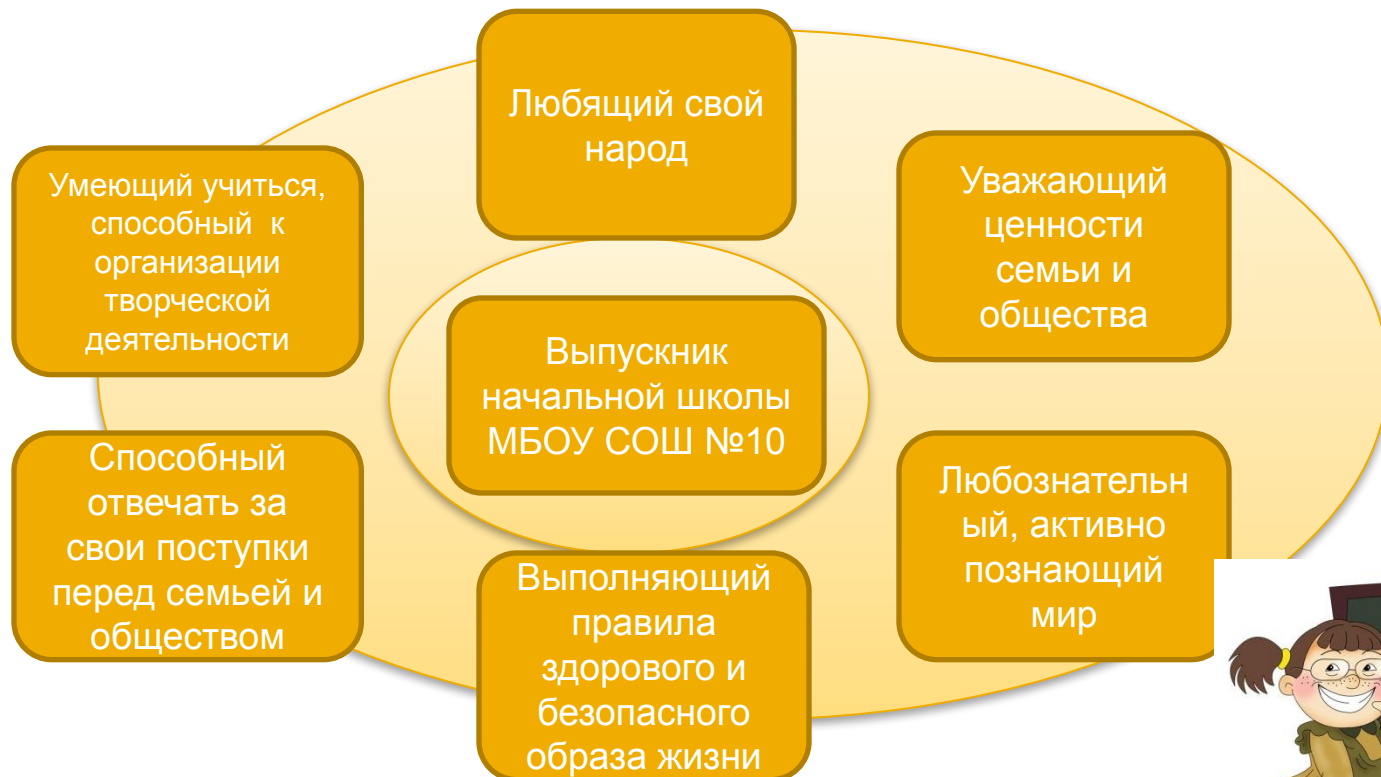 Любящий свой
народ
Умеющий учиться,
способный к
организации
творческой
деятельности
Уважающий
ценности
семьи и
общества
Выпускник
начальной школы
МБОУ СОШ №10
Способный
отвечать за
свои поступки
перед семьей и
обществом
Любознательн
ый, активно
познающий
мир
Выполняющий
правила
здорового и
безопасного
образа жизни